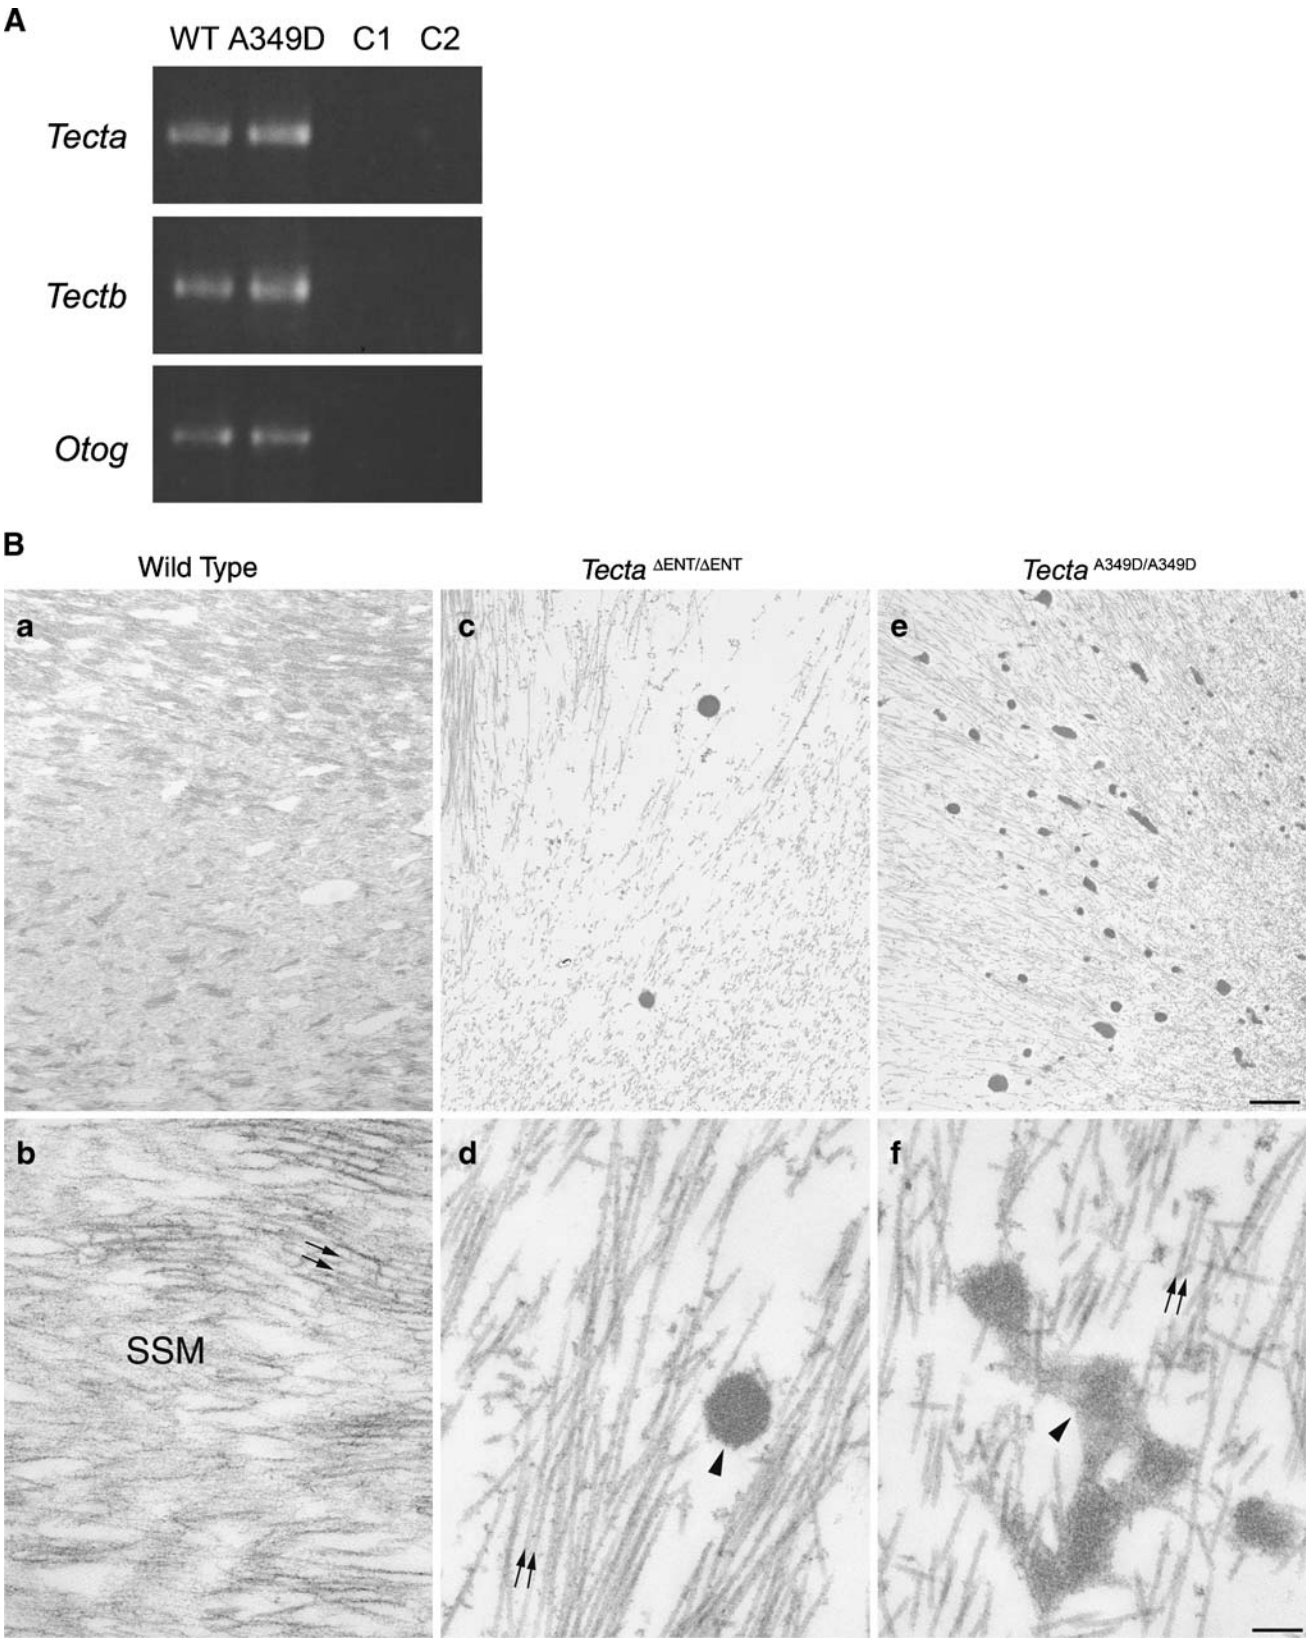 A
WT A349D C1 C2
Tecta
Tectb
Otog
B
Wild Type
Tecta ΔENT/ΔENT
Tecta A349D/A349D
a
c
e
b
d
f
SSM